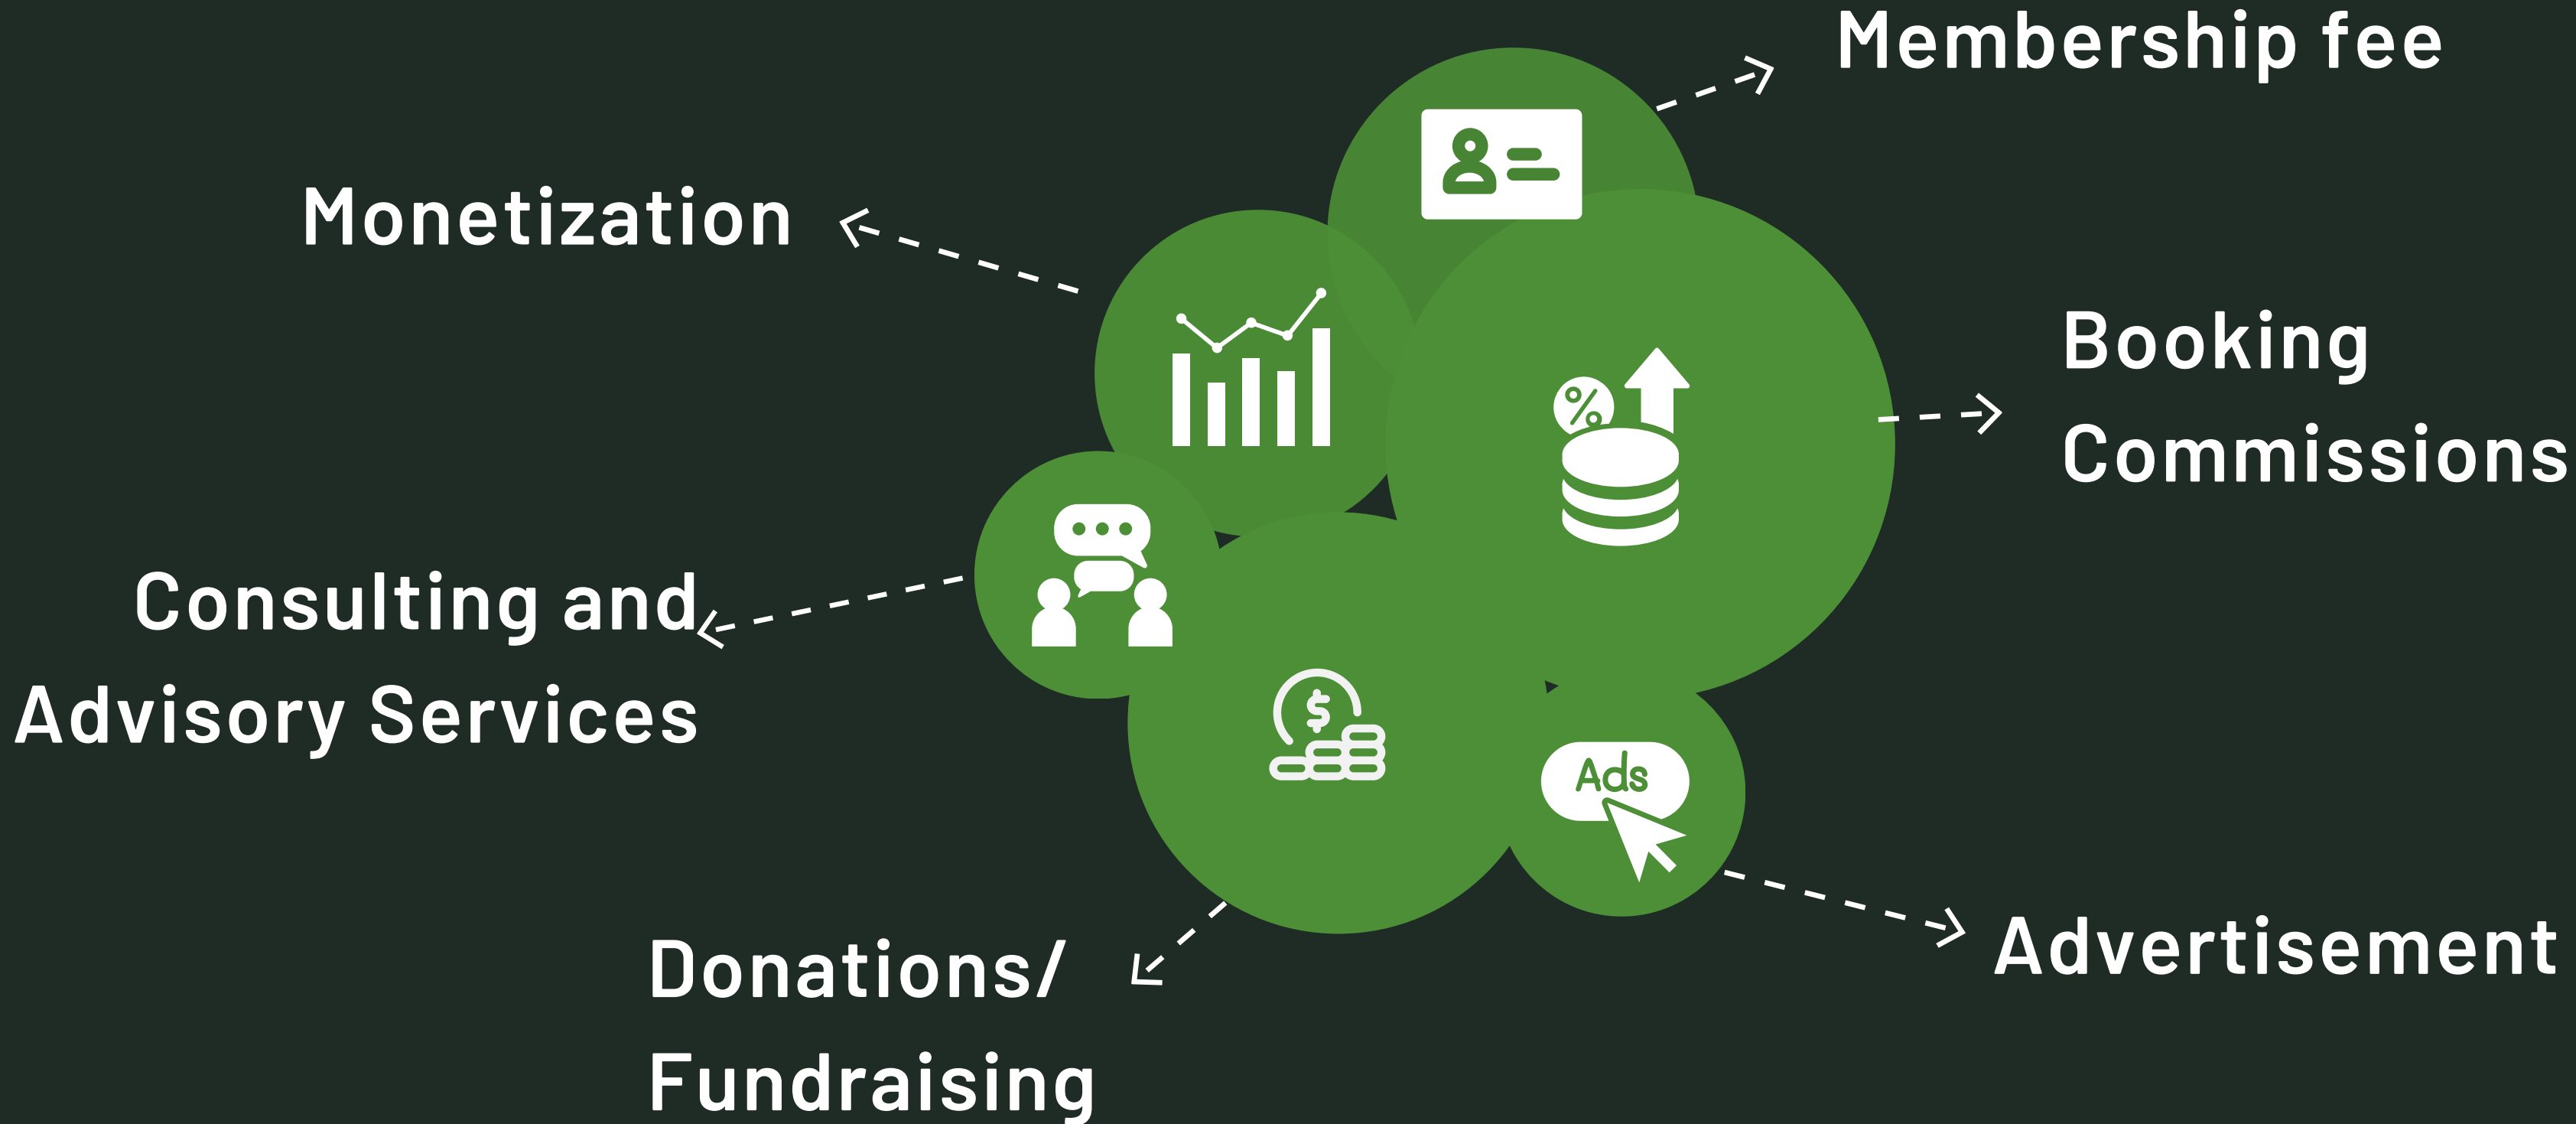 Membership fee
Monetization
Booking
Commissions
Consulting and
Advisory Services
$
%
Ads
Donations/
Fundraising
Advertisement